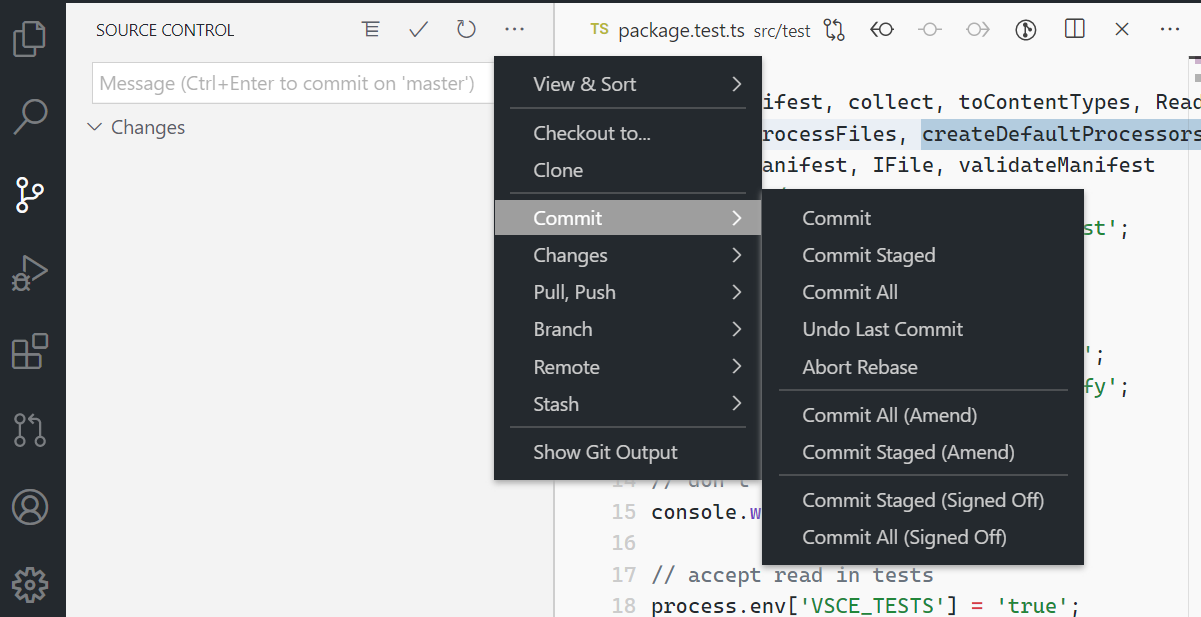 SOURCE CONTROL
Message (Ctrl+Enter to commit on 'master')
Changes
View & Sort
Checkout to...
Clone
Commit
Changes
Pull, Push
Branch
Remote
Stash
Show Git Output
Commit
Commit Staged
Commit All
Undo Last Commit
Abort Rebase
Commit All (Amend)
Commit Staged (Amend)
Commit Staged (Signed Off)
Commit All (Signed Off)
TS package.test.ts src/test
ifest, collect, toContentTypes, Read
rocessFiles, createDefaultProcessors
anifest, IFile, validateManifest
st';
';
fy';
14 // don't
15 console.w
16
17 // accept read in tests
18 process.env['VSCE_TESTS'] = 'true';